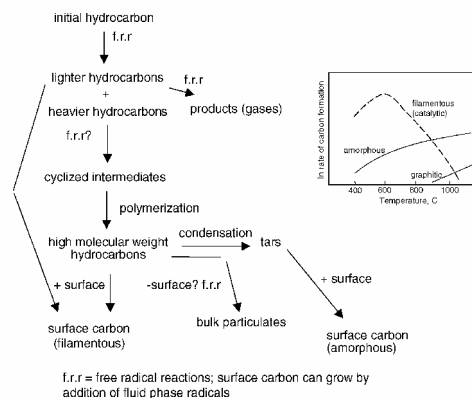 initial hydrocarbon
f.r.r
lighter hydrocarbons
f.r.r
+
heavier hydrocarbons
products (gases)
f.r.r?
cyclized intermediates
polymerization
high molecular weight
hydrocarbons
condensation
tars
+ surface
-surface? f.r.r
+ surface
surface carbon
(filamentous)
bulk particulates
surface carbon
(amorphous)
ln rate of carbon formation
filamentous
(catalytic)
amorphous
graphitic
400 600 800 1000
Temperature, C
f.r.r = free radical reactions; surface carbon can grow by
addition of fluid phase radicals